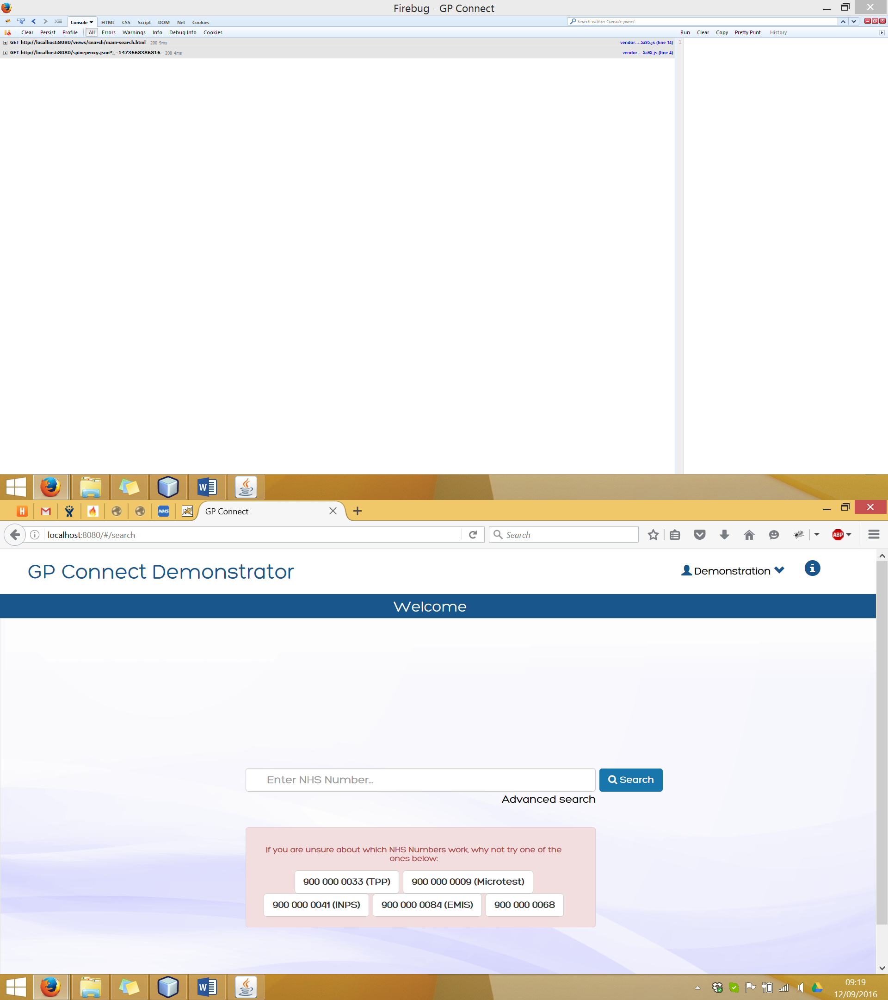 Firebug - GP Connect
Console HTML CSS Script DOM Net Cookies
Search within Console panel
Clear Persist Profile All Errors Warnings Info Debug Info Cookies
Run Clear Copy Pretty Print History
GET http://localhost:8080/views/search/main-search.html 200 9ms
vendor....5a95.js (line 14)
1
GET http://localhost:8080/spineproxy.json?_=1473668386816 200 4ms
vendor....5a95.js (line 4)
W
H NHS GP Connect
localhost:8080/#/search
Search
ABP
GP Connect Demonstrator
Demonstration
i
Welcome
Enter NHS Number...
Search
Advanced search
If you are unsure about which NHS Numbers work, why not try one of the
ones below:
900 000 0033 (TPP) 900 000 0009 (Microtest)
900 000 0041 (INPS) 900 000 0084 (EMIS) 900 000 0068
W
09:19
12/09/2016